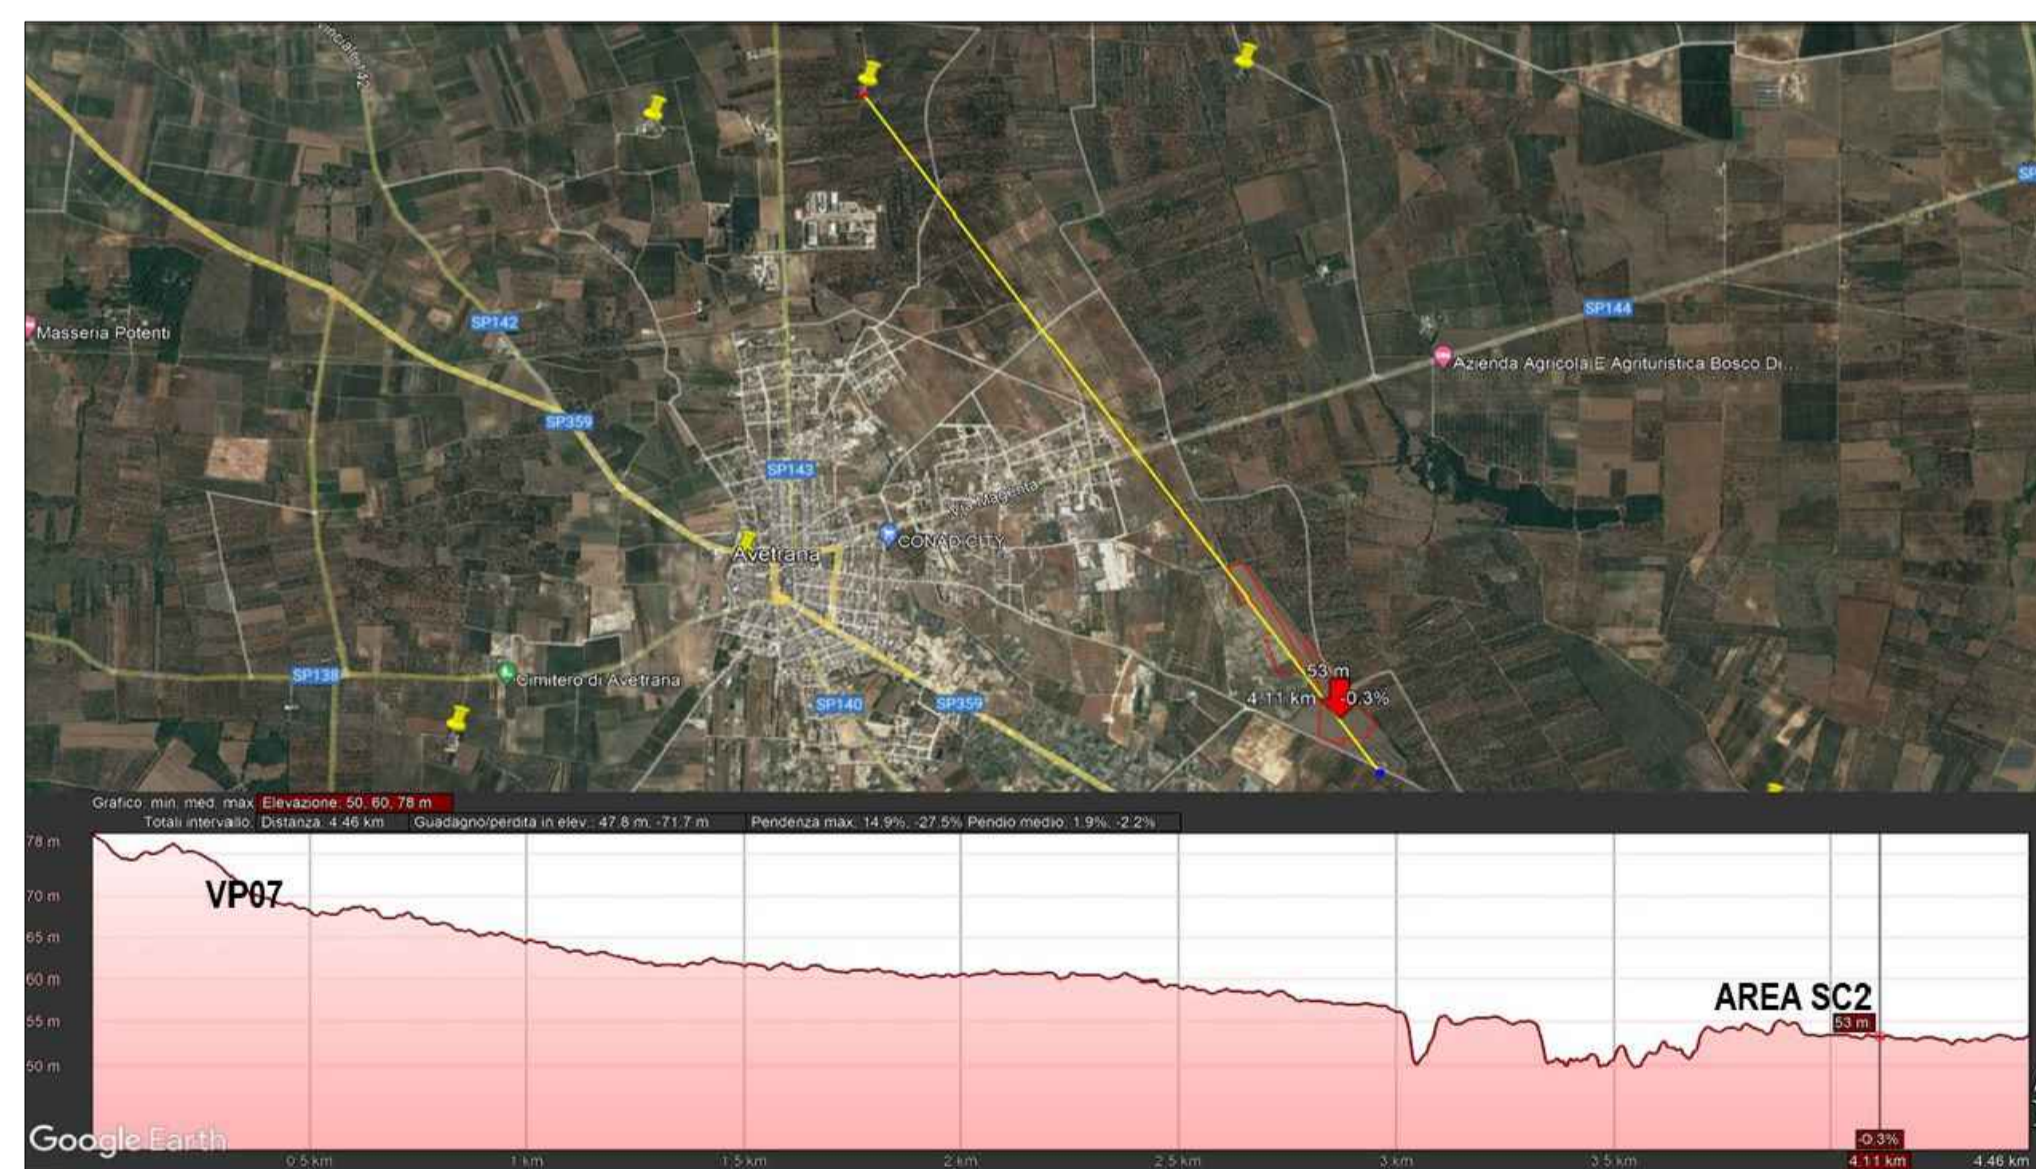 SP
SP144
SP142
Masseria Potenti
Azienda Agricola E Agrituristica Bosco Di...
SP359
SP143
Via Magenta
CONAD CITY
Avetrana
SP138
Cimitero di Avetrana
53 m
4.11 km -0.3%
SP140
SP359
Grafico: min, med, max Elevazione: 50, 60, 78 m
Totali intervallo: Distanza: 4.46 km Guadagno/perdita in elev.: 47.8 m, -71.7 m Pendenza max: 14.9%, -27.5% Pendio medio: 1.9%, -2.2%
78 m
VP07
70 m
65 m
60 m
AREA SC2
55 m
53 m
50 m
Google Earth
-0.3%
0.5 km 1 km 1.5 km 2 km 2.5 km 3 km 3.5 km 4.11 km 4.46 km